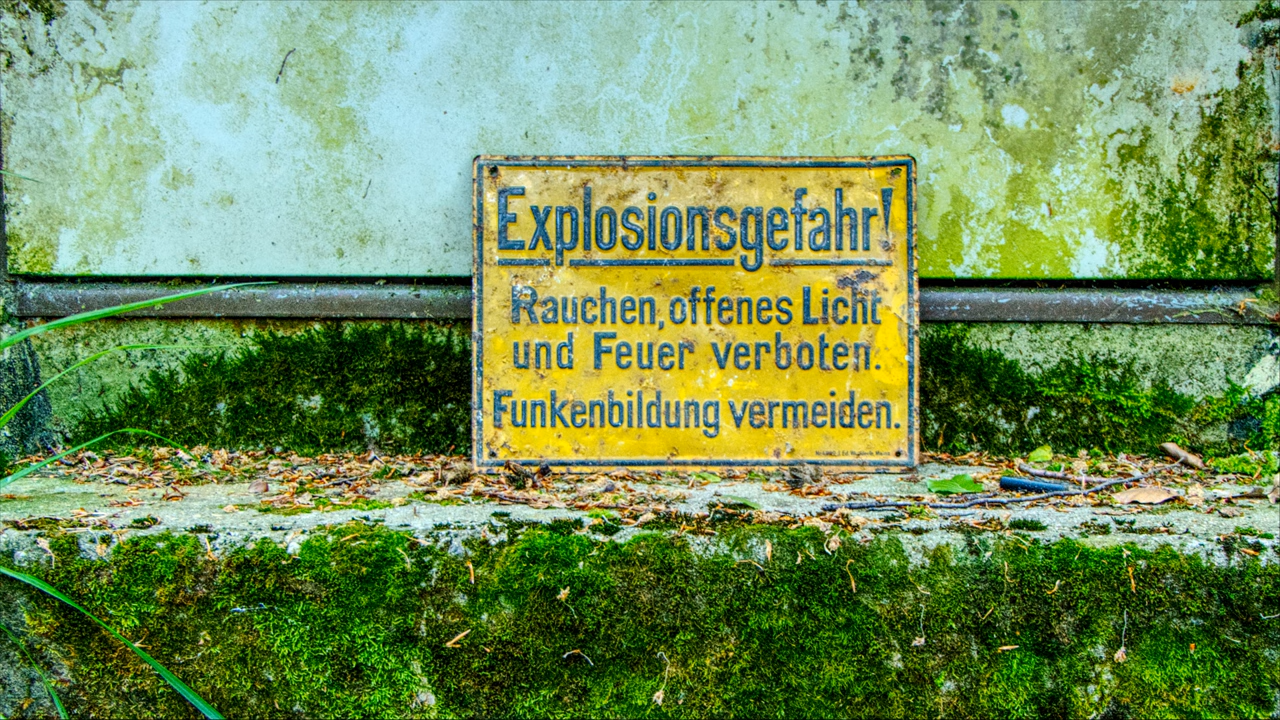 Explosionsgefahr!
Rauchen, offenes Licht
und Feuer verboten.
Funkenbildung vermeiden.